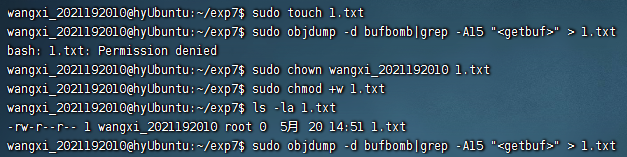 wangxi_2021192010@hyUbuntu:~/exp7$ sudo touch 1.txt
wangxi_2021192010@hyUbuntu:~/exp7$ sudo objdump -d bufbomb|grep -A15 "<getbuf>" > 1.txt
bash: 1.txt: Permission denied
wangxi_2021192010@hyUbuntu:~/exp7$ sudo chown wangxi_2021192010 1.txt
wangxi_2021192010@hyUbuntu:~/exp7$ sudo chmod +w 1.txt
wangxi_2021192010@hyUbuntu:~/exp7$ ls -la 1.txt
-rw-r--r-- 1 wangxi_2021192010 root 0  5月  20 14:51 1.txt
wangxi_2021192010@hyUbuntu:~/exp7$ sudo objdump -d bufbomb|grep -A15 "<getbuf>" > 1.txt